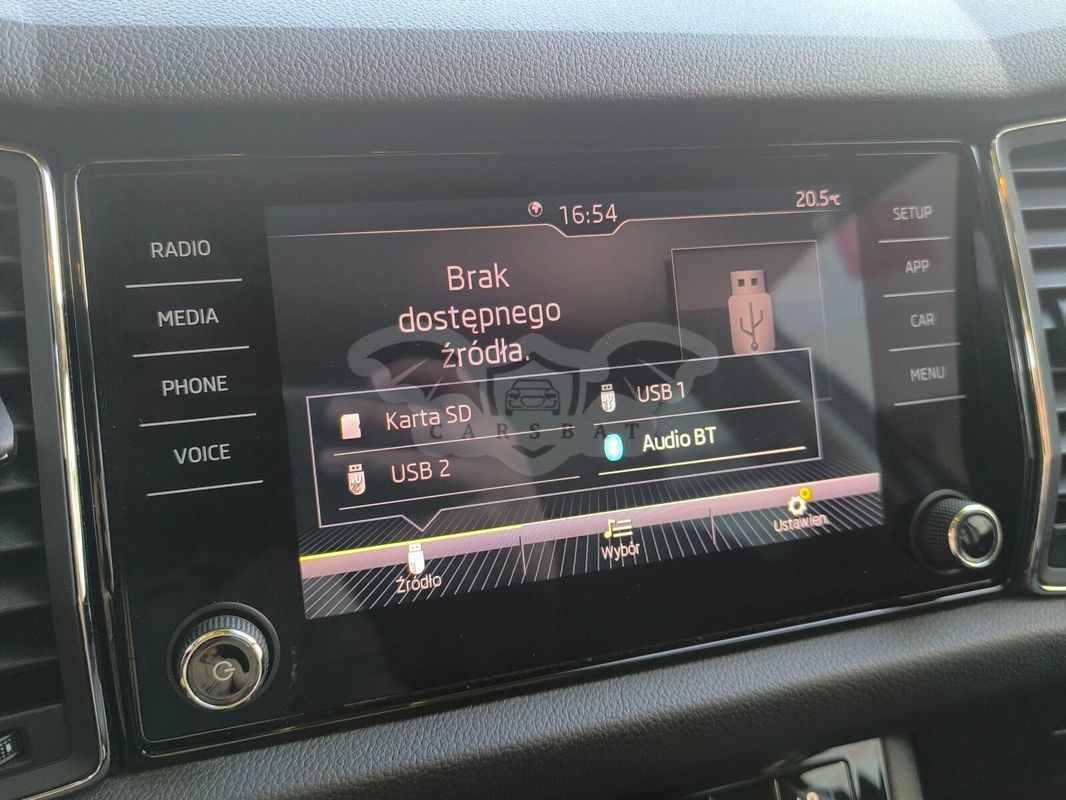 16:54
20.5°C
RADIO
MEDIA
PHONE
VOICE
SETUP
APP
CAR
MENU
Brak
dostępnego
źródła.
Karta SD
USB 1
USB 2
Audio BT
CARSBAT
Źródło
Wybór
Ustawien.